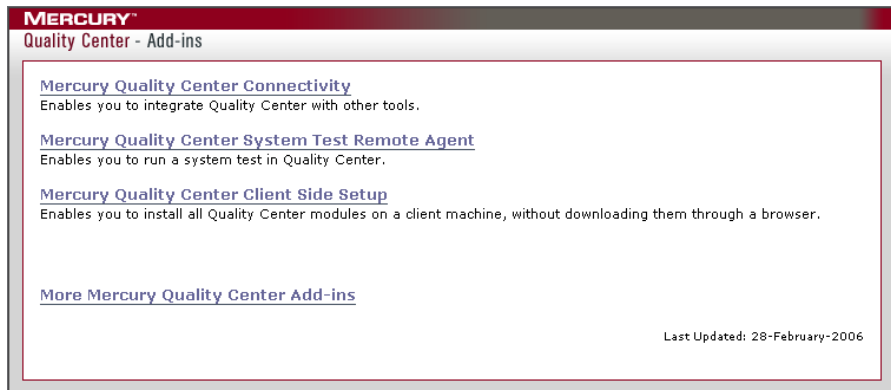 MERCURY™
Quality Center - Add-ins
Mercury Quality Center Connectivity
Enables you to integrate Quality Center with other tools.
Mercury Quality Center System Test Remote Agent
Enables you to run a system test in Quality Center.
Mercury Quality Center Client Side Setup
Enables you to install all Quality Center modules on a client machine, without downloading them through a browser.
More Mercury Quality Center Add-ins
Last Updated: 28-February-2006